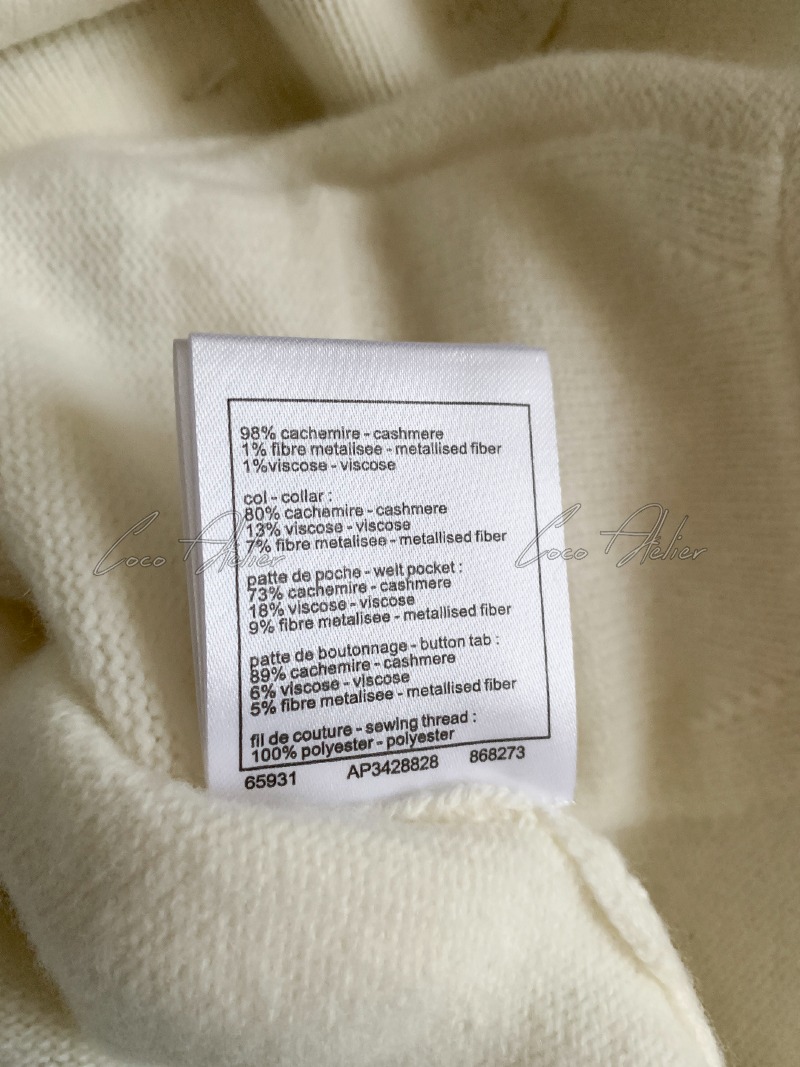 98% cachemire - cashmere
1% fibre metalisee - metallised fiber
1%viscose - viscose
col - collar :
80% cachemire - cashmere
13% viscose - viscose
7% fibre metalisee - metallised fiber
Coco Atelier
Coco Atelier
patte de poche - welt pocket :
73% cachemire - cashmere
18% viscose - viscose
9% fibre metalisee - metallised fiber
patte de boutonnage - button tab :
89% cachemire - cashmere
6% viscose - viscose
5% fibre metalisee - metallised fiber
fil de couture - sewing thread :
100% polyester - polyester
65931 AP3428828 868273